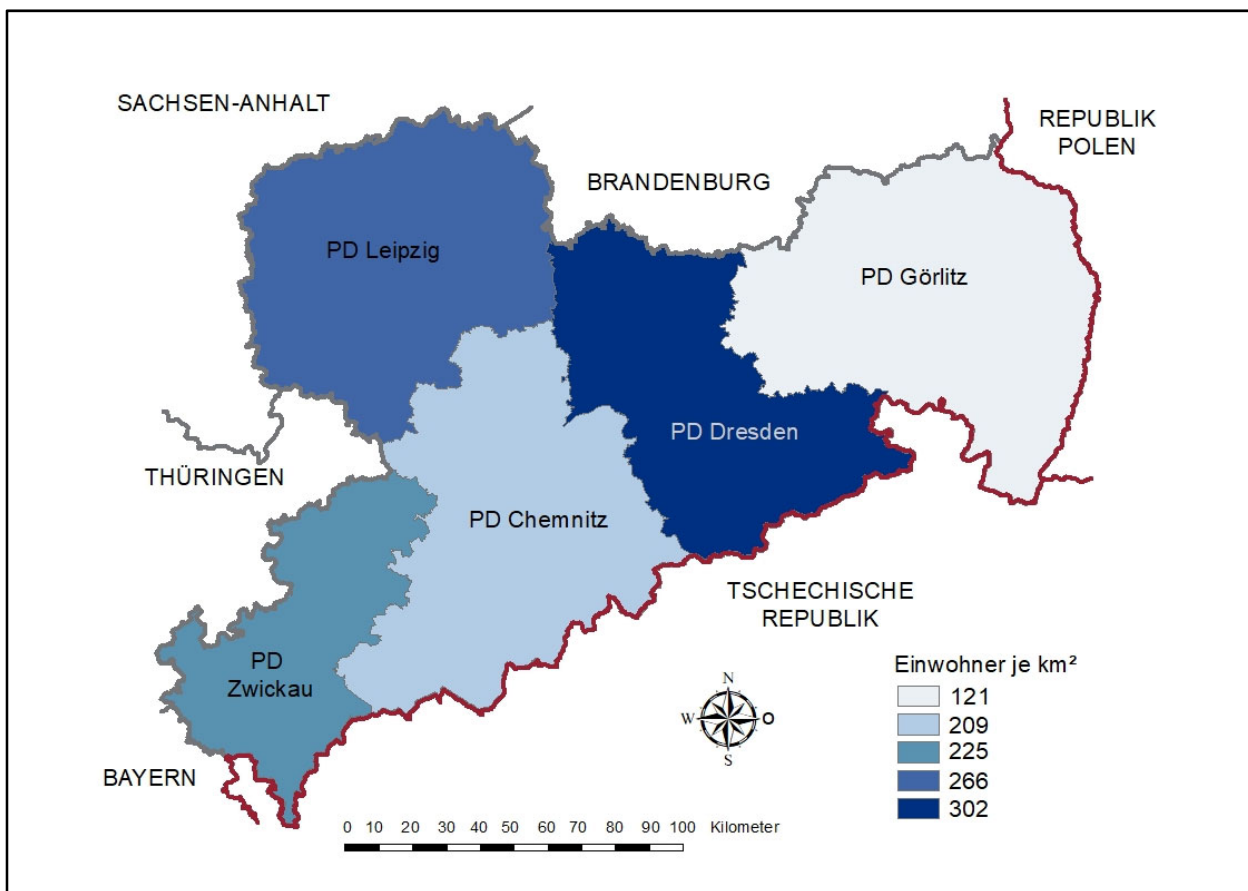 SACHSEN-ANHALT
REPUBLIK
POLEN
BRANDENBURG
PD Leipzig
PD Görlitz
PD Dresden
THÜRINGEN
PD Chemnitz
TSCHECHISCHE
REPUBLIK
PD
Zwickau
BAYERN
N
W O
S
Einwohner je km²
121
209
225
266
302
0 10 20 30 40 50 60 70 80 90 100 Kilometer